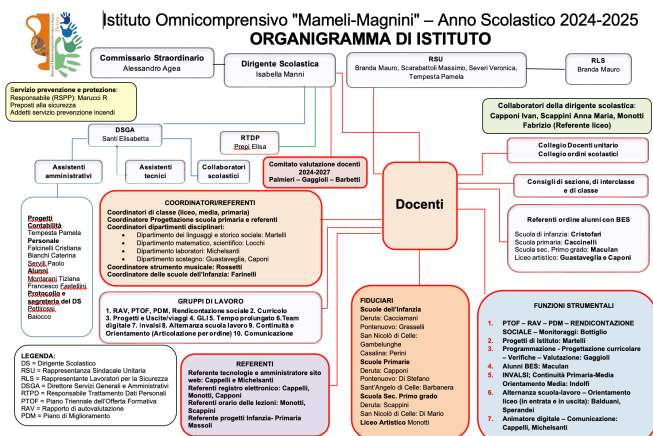 Istituto Omnicomprensivo "Mameli-Magnini" – Anno Scolastico 2024-2025
ORGANIGRAMMA DI ISTITUTO
Commissario Straordinario
Alessandro Agea
Dirigente Scolastica
Isabella Manni
RSU
Branda Mauro, Scarabattoli Massimo, Severi Veronica,
Tempesta Pamela
RLS
Branda Mauro
Servizio prevenzione e protezione:
Responsabile (RSPP): Marucci R
Preposti alla sicurezza
Addetti servizio prevenzione incendi
Collaboratori della dirigente scolastica:
Capponi Ivan, Scappini Anna Maria, Monotti
Fabrizio (Referente liceo)
DSGA
Santi Elisabetta
RTDP
Prepi Elisa
Assistenti
amministrativi
Assistenti
tecnici
Collaboratori
scolastici
Comitato valutazione docenti
2024-2027
Palmieri – Gaggioli – Barbetti
Docenti
Collegio Docenti unitario
Collegio ordini scolastici
Consigli di sezione, di interclasse
e di classe
Referenti ordine alunni con BES
Scuola di infanza: Cristofari
Scuola primaria: Caccinelli
Scuola sec. Primo grado: Maculan
Liceo artistico: Guastaveglia e Caponi
Progetti
Contabilità
Tempesta Pamela
Personale
Falcinelli Cristiana
Bianchi Caterina
Servili Paolo
Alunni
Montarani Tiziana
Francesco Fastellini
Protocollo e
segreteria del DS
Pettirossi
Baiocco
COORDINATORI/REFERENTI
Coordinatori di classe (liceo, media, primaria)
Coordinatore Progettazione scuola primaria e referenti
Coordinatori dipartimenti disciplinari:
• Dipartimento dei linguaggi e storico sociale: Martelli
• Dipartimento matematico, scientifico: Locchi
• Dipartimento laboratori: Michelsanti
• Dipartimento sostegno: Guastaveglia, Caponi
Coordinatore strumento musicale: Rossetti
Coordinatore delle scuole dell'Infanzia: Farinelli
GRUPPI DI LAVORO
1. RAV, PTOF, PDM, Rendicontazione sociale 2. Curricolo
3. Progetti e Uscite/viaggi 4. GLI 5. Tempo prolungato 6.Team
digitale 7. invalsi 8. Alternanza scuola lavoro 9. Continuità e
Orientamento (Articolazione per ordine) 10. Comunicazione
FIDUCIARI
Scuole dell'Infanzia
Deruta: Cacciamani
Pontenuovo: Grasselli
San Nicolò di Celle:
Gambelunghe
Casalina: Perini
Scuole Primarie
Deruta: Capponi
Pontenuovo: Di Stefano
Sant'Angelo di Celle: Barbanera
Scuola Sec. Primo grado
Deruta: Scappini
San Nicolò di Celle: Di Mario
Liceo Artistico Monotti
FUNZIONI STRUMENTALI
1. PTOF – RAV – PDM – RENDICONTAZIONE
SOCIALE – Monitoraggi: Bottiglio
2. Progetti di Istituto: Martelli
3. Programmazione - Progettazione curricolare
– Verifiche – Valutazione: Gaggioli
4. Alunni BES: Maculan
5. INVALSI; Continuità Primaria-Media
Orientamento Media: Indolfi
6. Alternanza scuola-lavoro – Orientamento
liceo (in entrata e in uscita): Balduani,
Sperandei
7. Animatore digitale – Comunicazione:
Cappelli, Michelsanti
LEGENDA:
DS = Dirigente Scolastico
RSU = Rappresentanza Sindacale Unitaria
RLS = Rappresentante Lavoratori per la Sicurezza
DSGA = Direttore Servizi Generali e Amministrativi
RTPD = Responsabile Trattamento Dati Personali
PTOF = Piano Triennale dell'Offerta Formativa
RAV = Rapporto di autovalutazione
PDM = Piano di Miglioramento
REFERENTI
Referente tecnologie e amministratore sito
web: Cappelli e Michelsanti
Referenti registro elettronico: Cappelli,
Monotti, Capponi
Referenti orario delle lezioni: Monotti,
Scappini
Referente progetti Infanzia- Primaria
Massoli